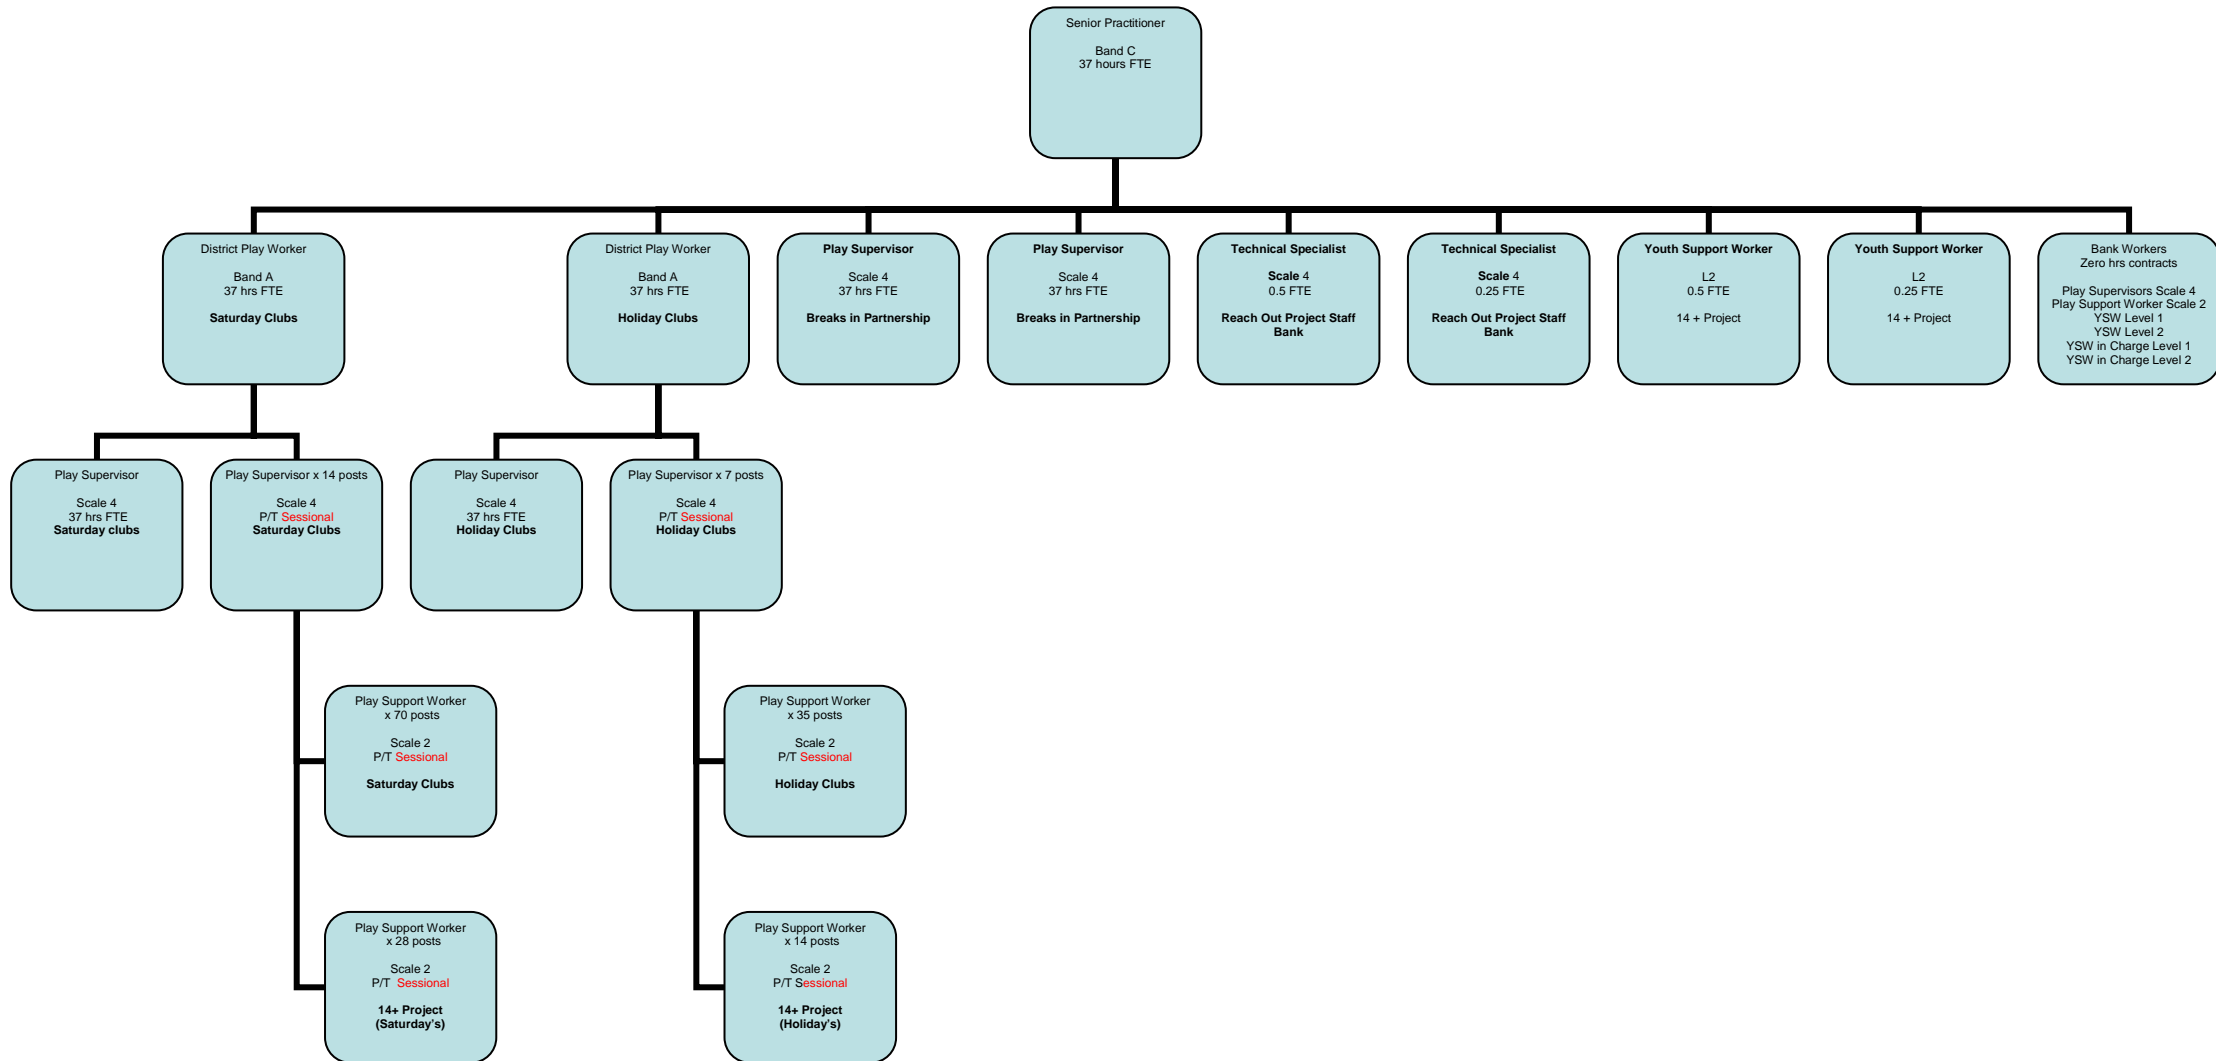 Senior Practitioner
Band C
37 hours FTE
District Play Worker
Band A
37 hrs FTE
Saturday Clubs
District Play Worker
Band A
37 hrs FTE
Holiday Clubs
Play Supervisor
Scale 4
37 hrs FTE
Breaks in Partnership
Play Supervisor
Scale 4
37 hrs FTE
Breaks in Partnership
Technical Specialist
Scale 4
0.5 FTE
Reach Out Project Staff
Bank
Technical Specialist
Scale 4
0.25 FTE
Reach Out Project Staff
Bank
Youth Support Worker
L2
0.5 FTE
14 + Project
Youth Support Worker
L2
0.25 FTE
14 + Project
Bank Workers
Zero hrs contracts
Play Supervisors Scale 4
Play Support Worker Scale 2
YSW Level 1
YSW Level 2
YSW in Charge Level 1
YSW in Charge Level 2
Play Supervisor
Scale 4
37 hrs FTE
Saturday clubs
Play Supervisor x 14 posts
Scale 4
P/T Sessional
Saturday Clubs
Play Supervisor
Scale 4
37 hrs FTE
Holiday Clubs
Play Supervisor x 7 posts
Scale 4
P/T Sessional
Holiday Clubs
Play Support Worker
x 70 posts
Scale 2
P/T Sessional
Saturday Clubs
Play Support Worker
x 35 posts
Scale 2
P/T Sessional
Holiday Clubs
Play Support Worker
x 28 posts
Scale 2
P/T Sessional
14+ Project
(Saturday's)
Play Support Worker
x 14 posts
Scale 2
P/T Sessional
14+ Project
(Holiday's)